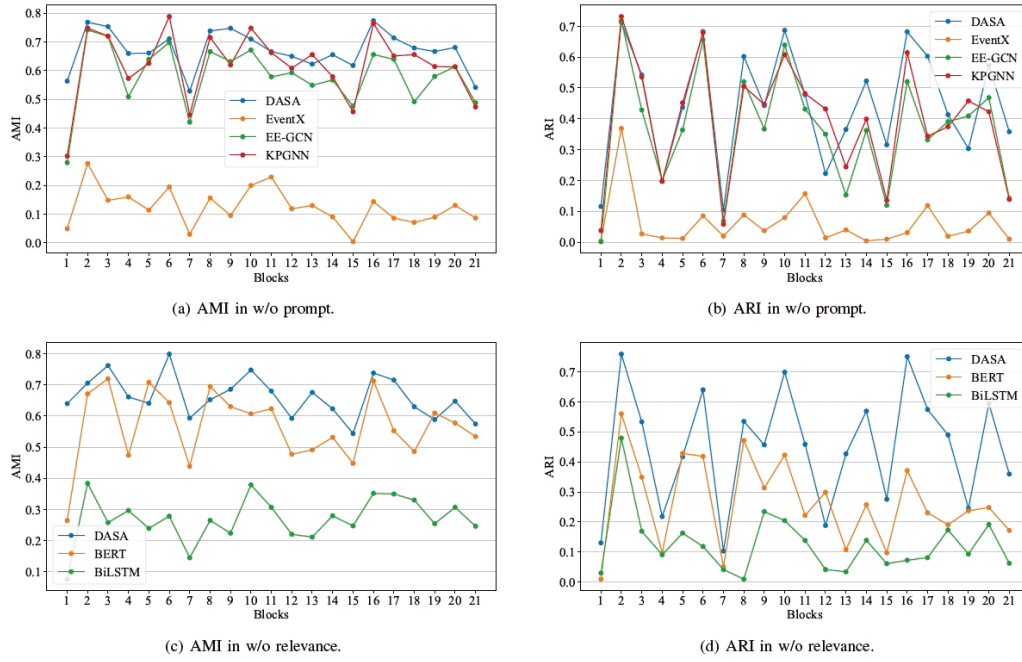 0.8
0.7
0.6
0.5
0.4
0.3
0.2
0.1
0.0
AMI
DASA
EventX
EE-GCN
KPGNN
1 2 3 4 5 6 7 8 9 10 11 12 13 14 15 16 17 18 19 20 21
Blocks
(a) AMI in w/o prompt.
0.7
0.6
0.5
0.4
0.3
0.2
0.1
0.0
ARI
DASA
EventX
EE-GCN
KPGNN
1 2 3 4 5 6 7 8 9 10 11 12 13 14 15 16 17 18 19 20 21
Blocks
(b) ARI in w/o prompt.
0.8
0.7
0.6
0.5
0.4
0.3
0.2
0.1
AMI
DASA
BERT
BiLSTM
1 2 3 4 5 6 7 8 9 10 11 12 13 14 15 16 17 18 19 20 21
Blocks
(c) AMI in w/o relevance.
0.7
0.6
0.5
0.4
0.3
0.2
0.1
0.0
ARI
DASA
BERT
BiLSTM
1 2 3 4 5 6 7 8 9 10 11 12 13 14 15 16 17 18 19 20 21
Blocks
(d) ARI in w/o relevance.